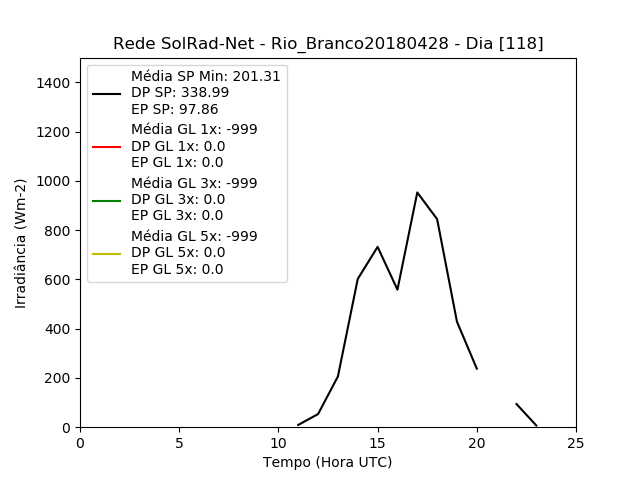 Rede SolRad-Net - Rio_Branco20180428 - Dia [118]
Média SP Min: 201.31
DP SP: 338.99
EP SP: 97.86
Média GL 1x: -999
DP GL 1x: 0.0
EP GL 1x: 0.0
Média GL 3x: -999
DP GL 3x: 0.0
EP GL 3x: 0.0
Média GL 5x: -999
DP GL 5x: 0.0
EP GL 5x: 0.0
Irradiância (Wm-2)
1400
1200
1000
800
600
400
200
0
0 5 10 15 20 25
Tempo (Hora UTC)